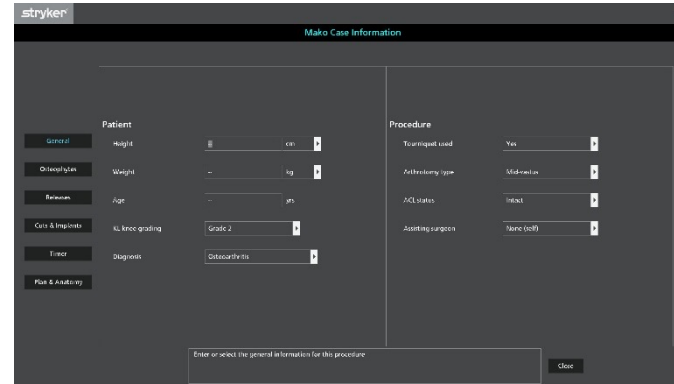 stryker
Mako Case Information
Patient
Procedure
General
Height
cm
Tourniquet used
Yes
Osteophytes
Weight
--
kg
Arthrotomy type
Mid-vastus
Releases
Age
--
yrs
ACL status
Intact
Cuts & Implants
KL knee grading
Grade 2
Assisting surgeon
None (self)
Timer
Diagnosis
Osteoarthritis
Plan & Anatomy
Enter or select the general information for this procedure
Close